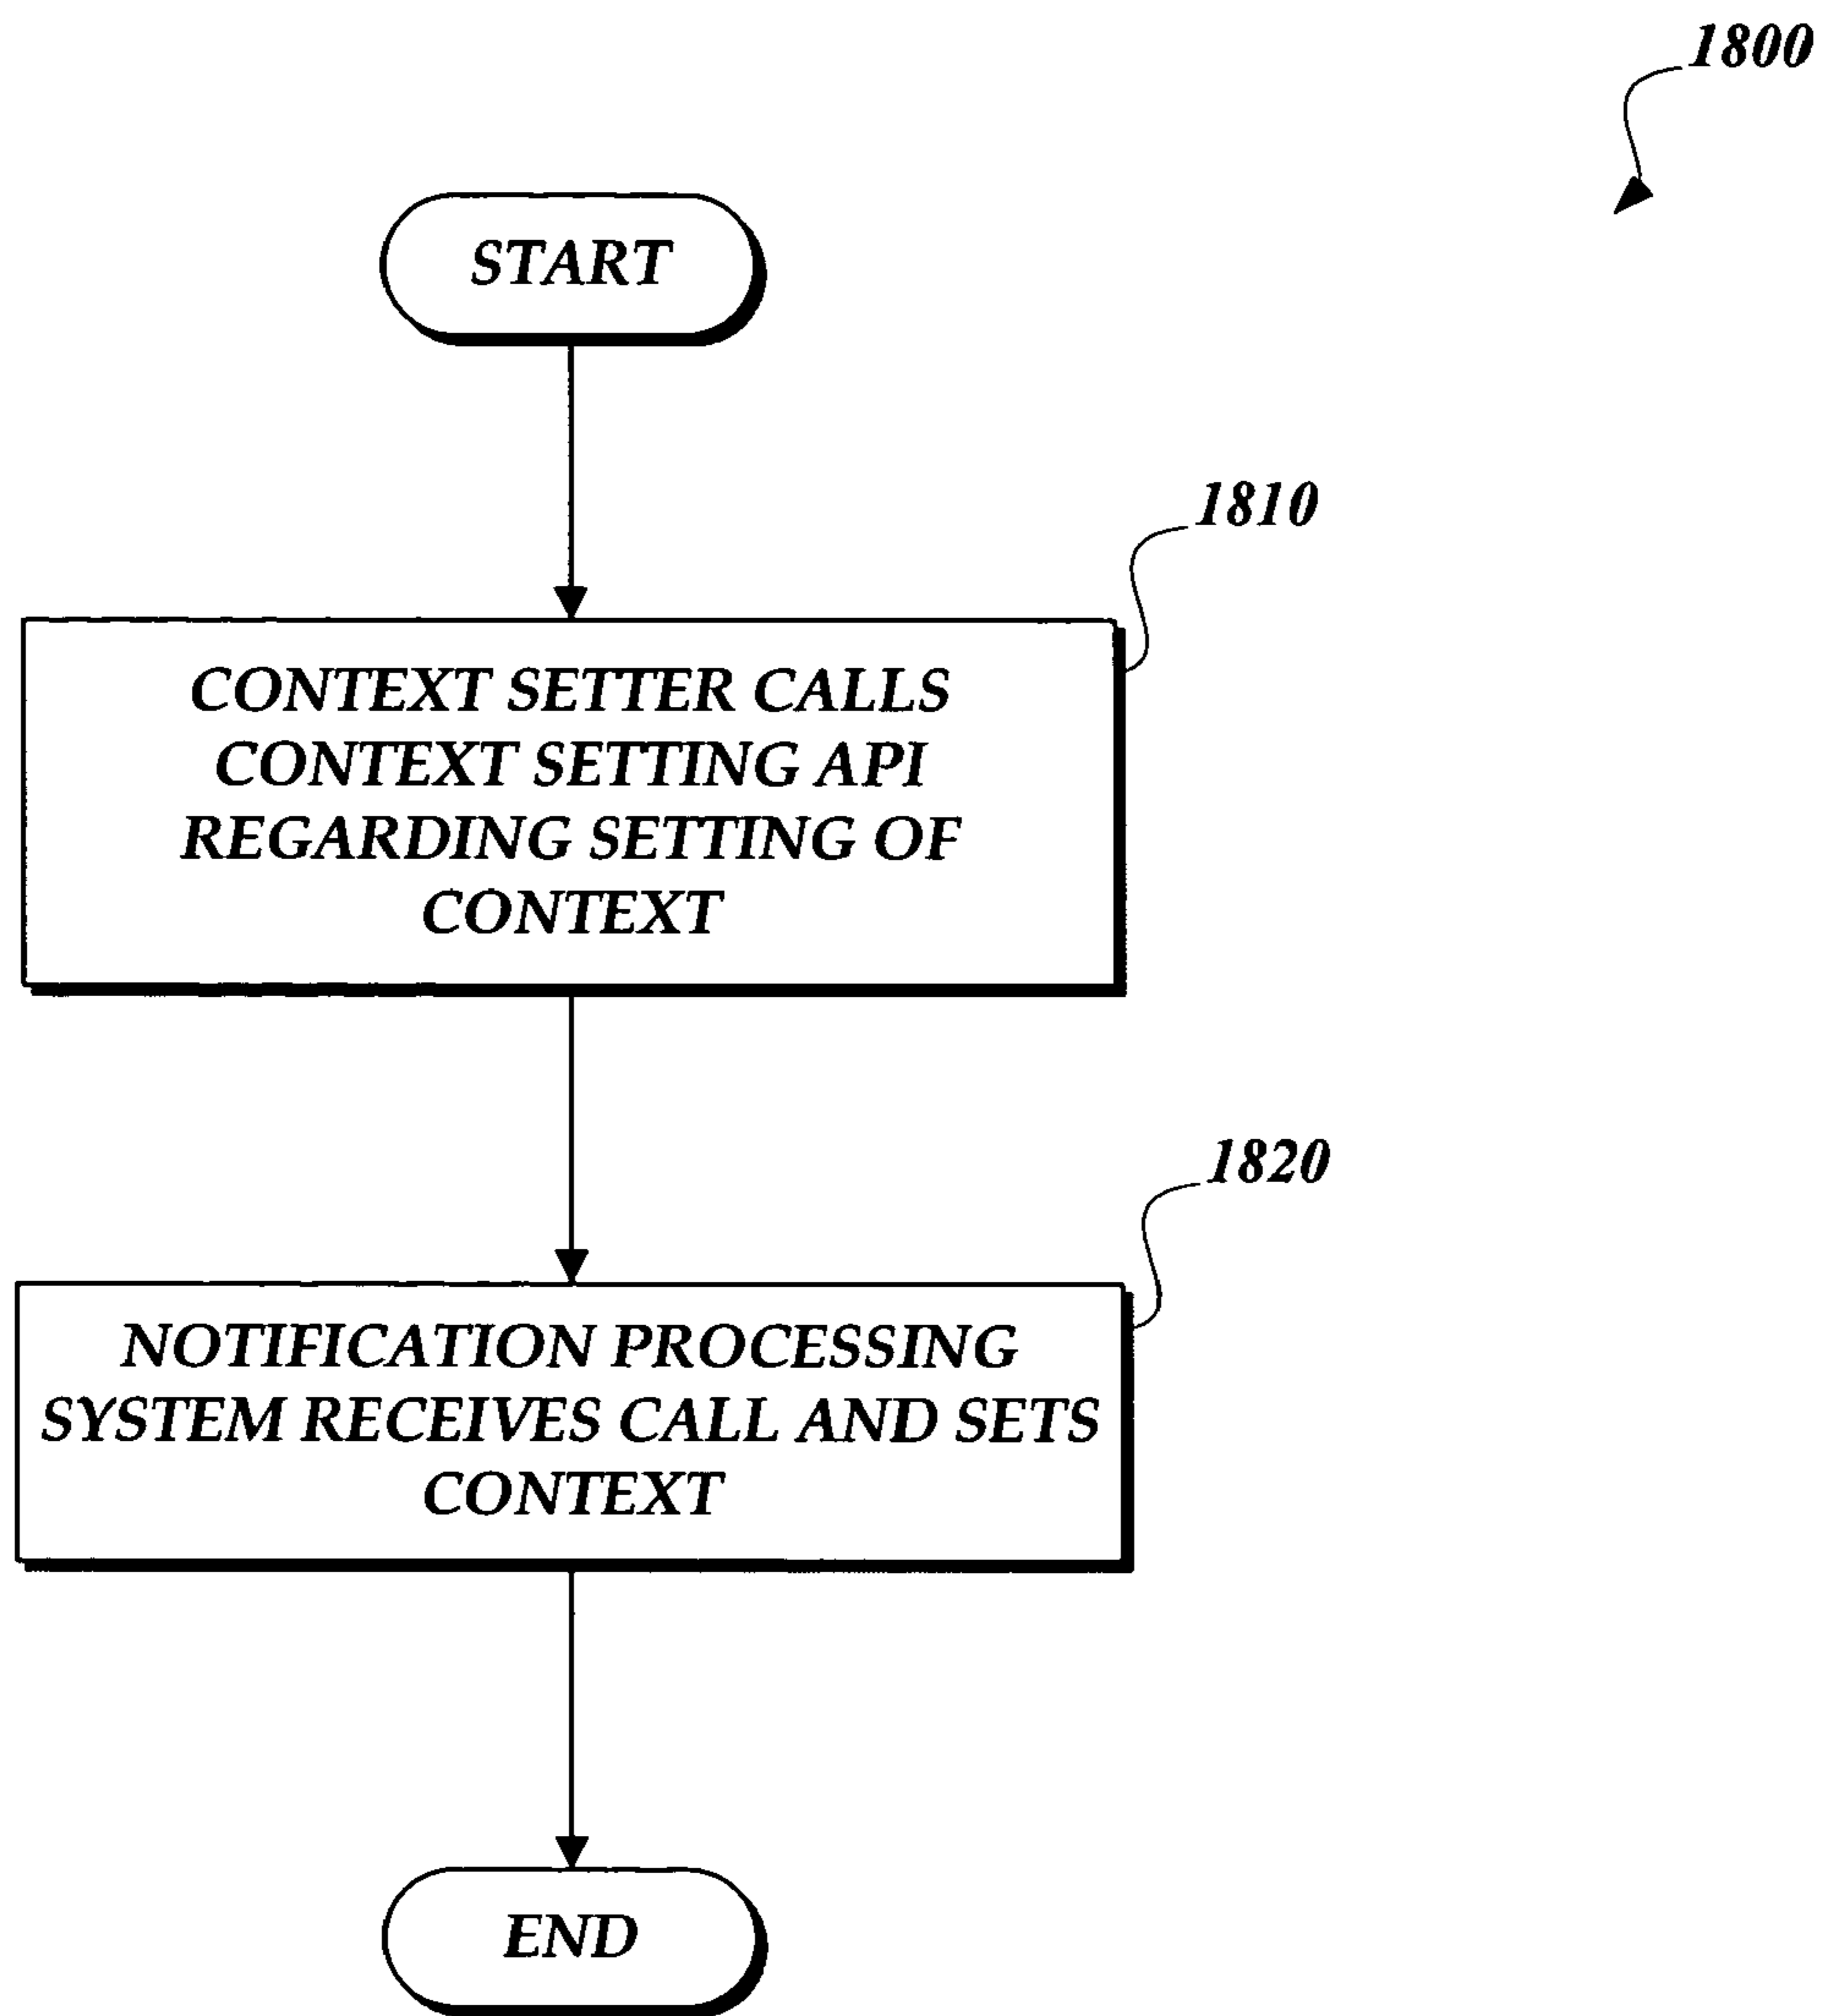 1800
START
1810
CONTEXT SETTER CALLS
CONTEXT SETTING API
REGARDING SETTING OF
CONTEXT
1820
NOTIFICATION PROCESSING
SYSTEM RECEIVES CALL AND SETS
CONTEXT
END